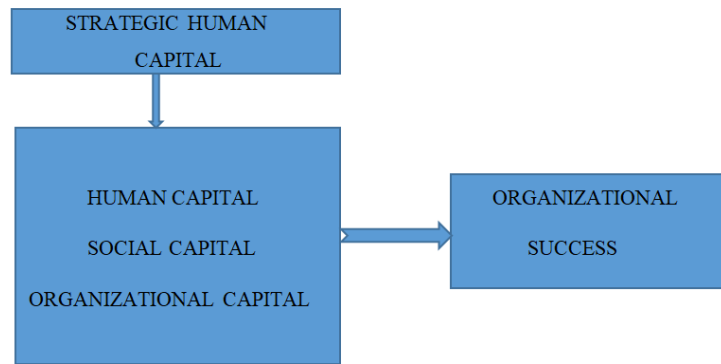 STRATEGIC HUMAN
CAPITAL
HUMAN CAPITAL
SOCIAL CAPITAL
ORGANIZATIONAL CAPITAL
ORGANIZATIONAL
SUCCESS